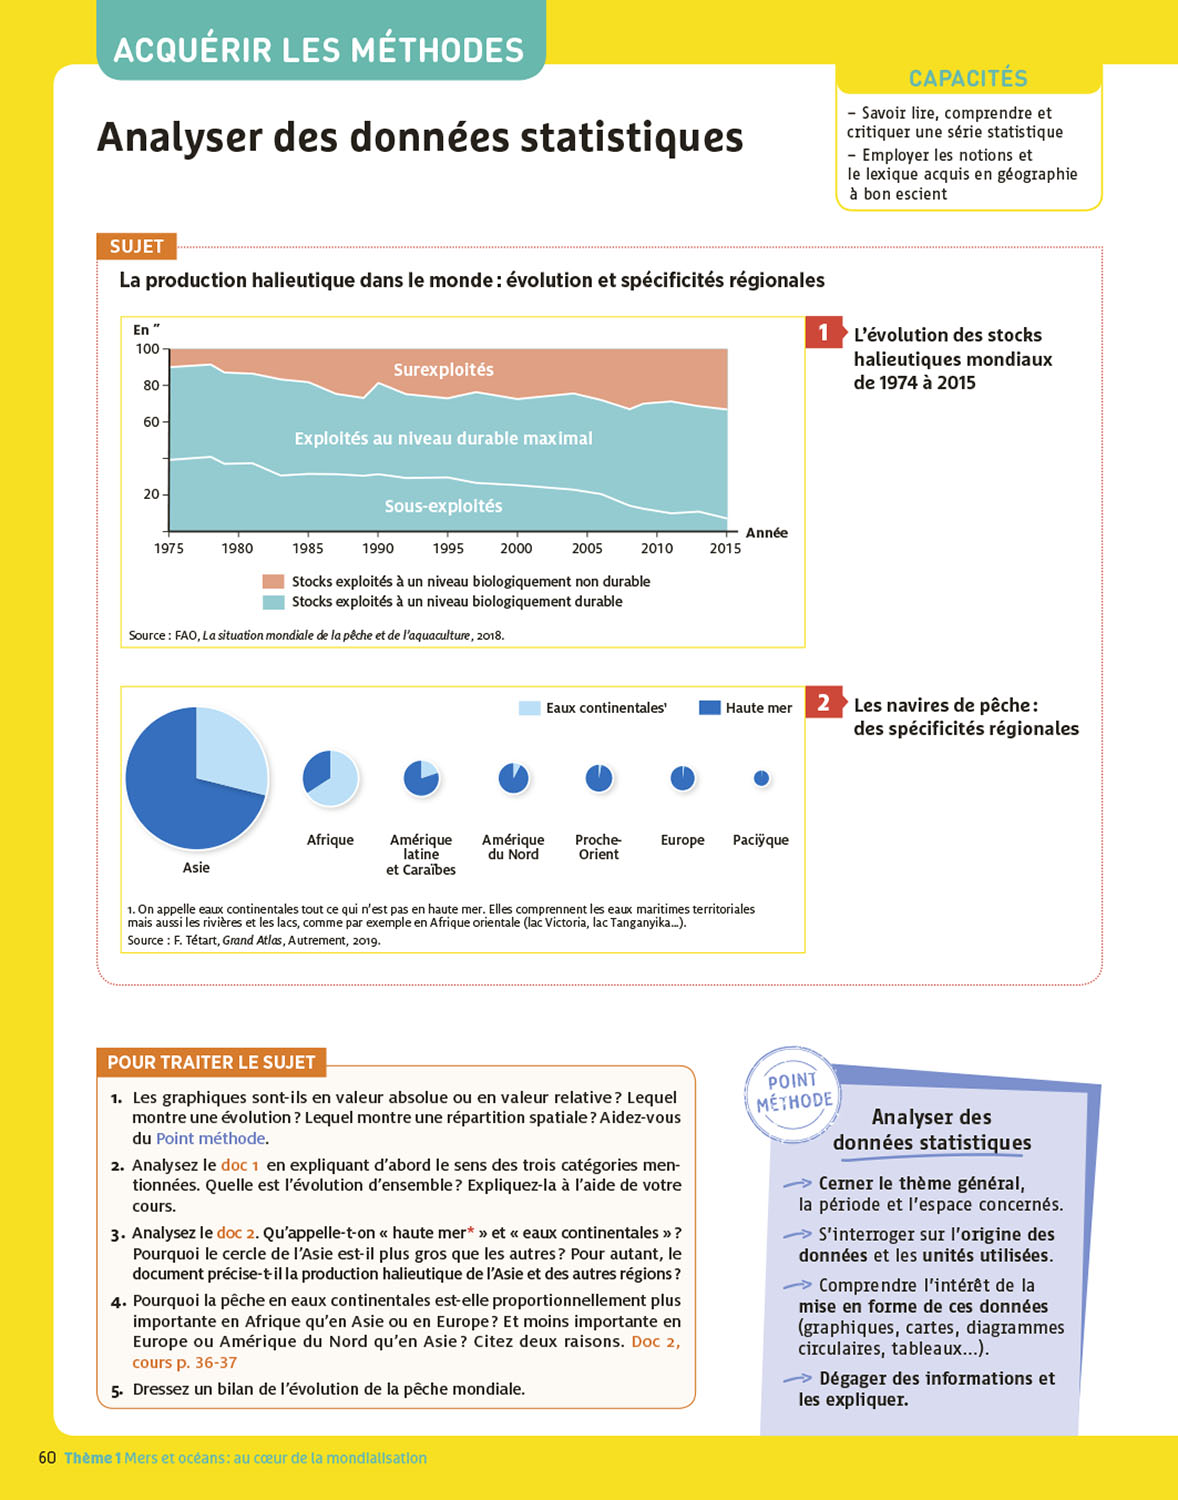 ACQUÉRIR LES MÉTHODES
CAPACITÉS
– Savoir lire, comprendre et
critiquer une série statistique
– Employer les notions et
le lexique acquis en géographie
à bon escient
Analyser des données statistiques
SUJET
La production halieutique dans le monde : évolution et spécificités régionales
1
L’évolution des stocks
halieutiques mondiaux
de 1974 à 2015
En ″
100
80
60
20
Surexploités
Exploités au niveau durable maximal
Sous-exploités
Année
1975 1980 1985 1990 1995 2000 2005 2010 2015
Stocks exploités à un niveau biologiquement non durable
Stocks exploités à un niveau biologiquement durable
Source : FAO, La situation mondiale de la pêche et de l’aquaculture, 2018.
2
Les navires de pêche :
des spécificités régionales
Eaux continentales¹ Haute mer
Asie
Afrique
Amérique
latine
et Caraïbes
Amérique
du Nord
Proche-
Orient
Europe
Paciÿque
1. On appelle eaux continentales tout ce qui n’est pas en haute mer. Elles comprennent les eaux maritimes territoriales
mais aussi les rivières et les lacs, comme par exemple en Afrique orientale (lac Victoria, lac Tanganyika...).
Source : F. Tétart, Grand Atlas, Autrement, 2019.
POUR TRAITER LE SUJET
1. Les graphiques sont-ils en valeur absolue ou en valeur relative ? Lequel
montre une évolution ? Lequel montre une répartition spatiale ? Aidez-vous
du Point méthode.
2. Analysez le doc 1 en expliquant d’abord le sens des trois catégories men-
tionnées. Quelle est l’évolution d’ensemble ? Expliquez-la à l’aide de votre
cours.
3. Analysez le doc 2. Qu’appelle-t-on « haute mer* » et « eaux continentales » ?
Pourquoi le cercle de l’Asie est-il plus gros que les autres ? Pour autant, le
document précise-t-il la production halieutique de l’Asie et des autres régions ?
4. Pourquoi la pêche en eaux continentales est-elle proportionnellement plus
importante en Afrique qu’en Asie ou en Europe ? Et moins importante en
Europe ou Amérique du Nord qu’en Asie ? Citez deux raisons. Doc 2,
cours p. 36-37
5. Dressez un bilan de l’évolution de la pêche mondiale.
POINT
MÉTHODE
Analyser des
données statistiques
Cerner le thème général,
la période et l’espace concernés.
S’interroger sur l’origine des
données et les unités utilisées.
Comprendre l’intérêt de la
mise en forme de ces données
(graphiques, cartes, diagrammes
circulaires, tableaux...).
Dégager des informations et
les expliquer.
60 Thème 1 Mers et océans : au cœur de la mondialisation